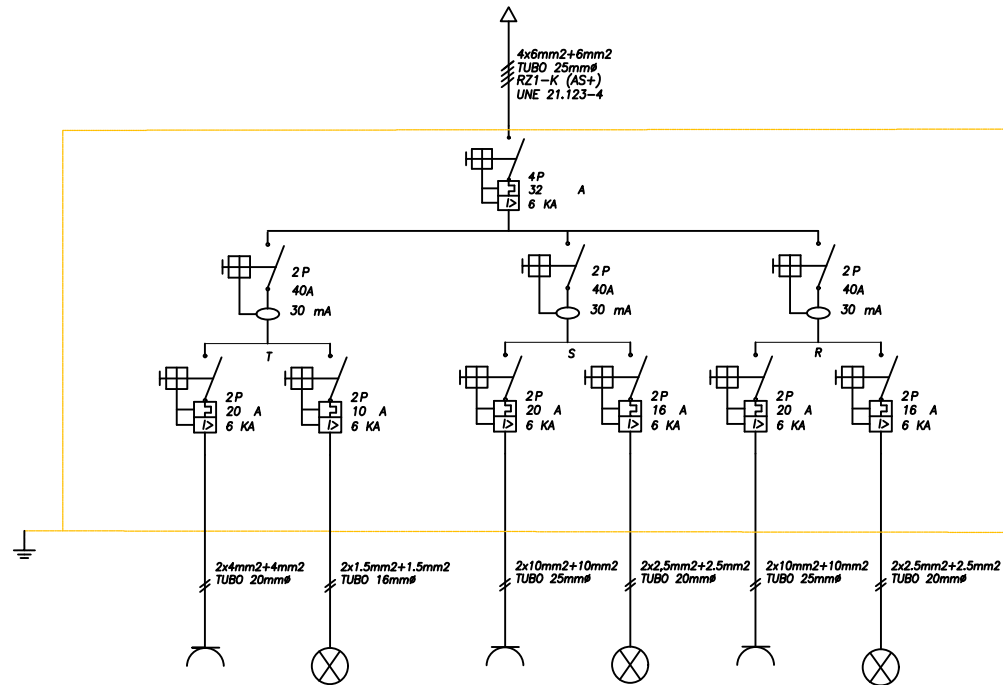 4x6mm2+6mm2
TUBO 25mmø
RZ1-K (AS+)
UNE 21.123-4
4P
32 A
I> 6 KA
2P
40A
30 mA
2P
40A
30 mA
2P
40A
30 mA
T
S
R
2P
20 A
I> 6 KA
2P
10 A
I> 6 KA
2P
20 A
I> 6 KA
2P
16 A
I> 6 KA
2P
20 A
I> 6 KA
2P
16 A
I> 6 KA
2x4mm2+4mm2
TUBO 20mmø
2x1.5mm2+1.5mm2
TUBO 16mmø
2x10mm2+10mm2
TUBO 25mmø
2x2,5mm2+2.5mm2
TUBO 20mmø
2x10mm2+10mm2
TUBO 25mmø
2x2.5mm2+2.5mm2
TUBO 20mmø